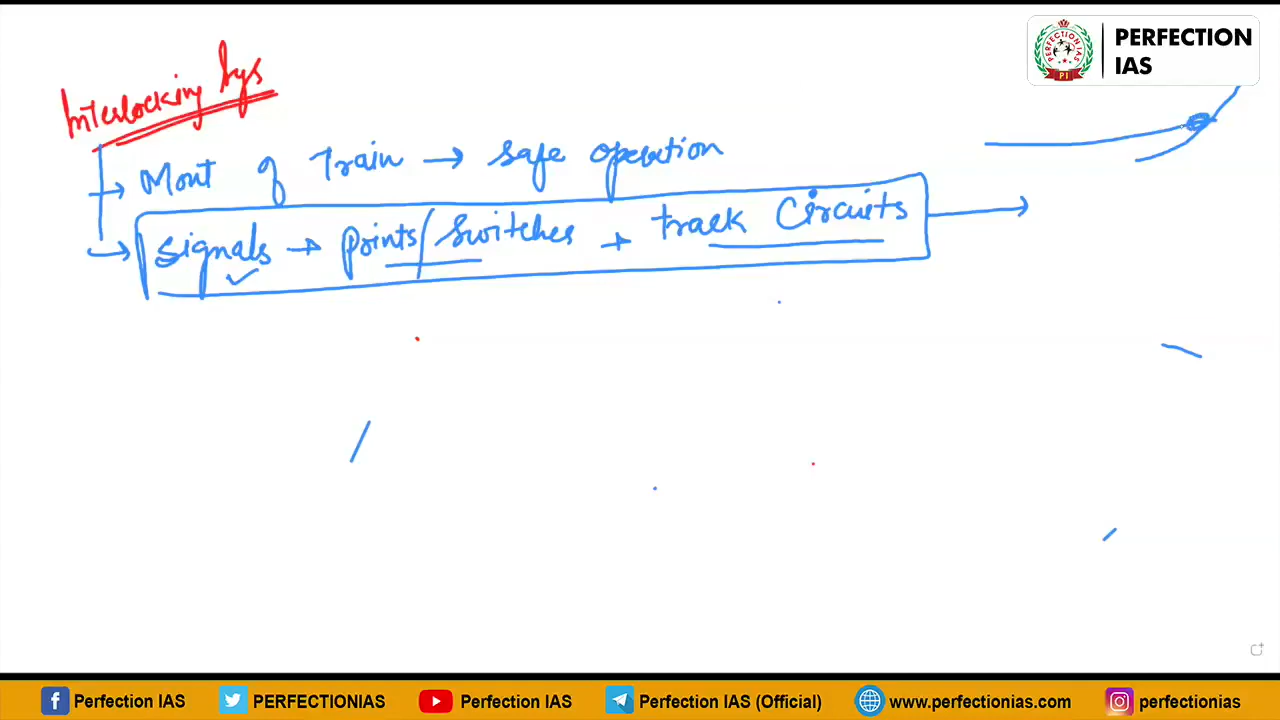 PERFECTION
IAS
Interlocking Sys
→ Mont of Train → safe operation
→ Signals + points/switches + track Circuits →
Perfection IAS PERFECTIONIAS Perfection IAS Perfection IAS (Official) www.perfectionias.com perfectionias